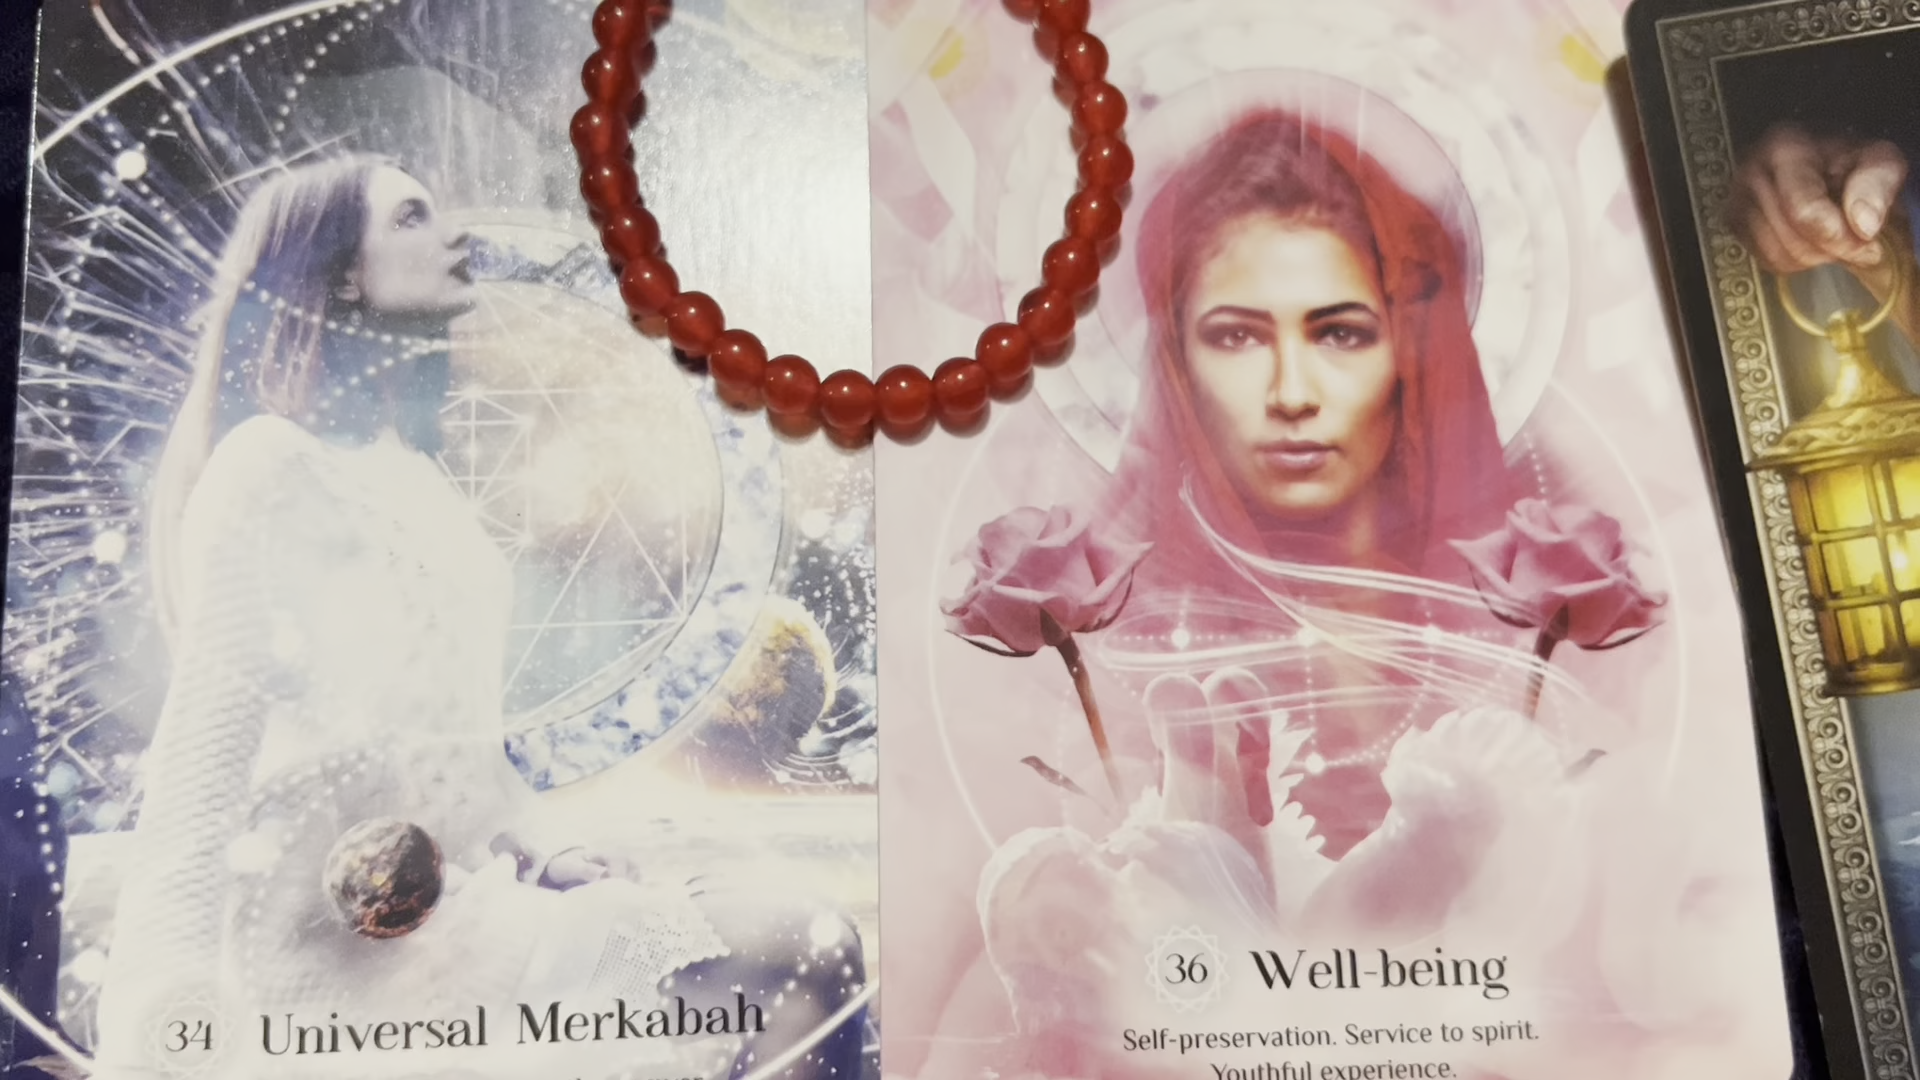 34 Universal Merkabah
36 Well-being
Self-preservation. Service to spirit.
Youthful experience.